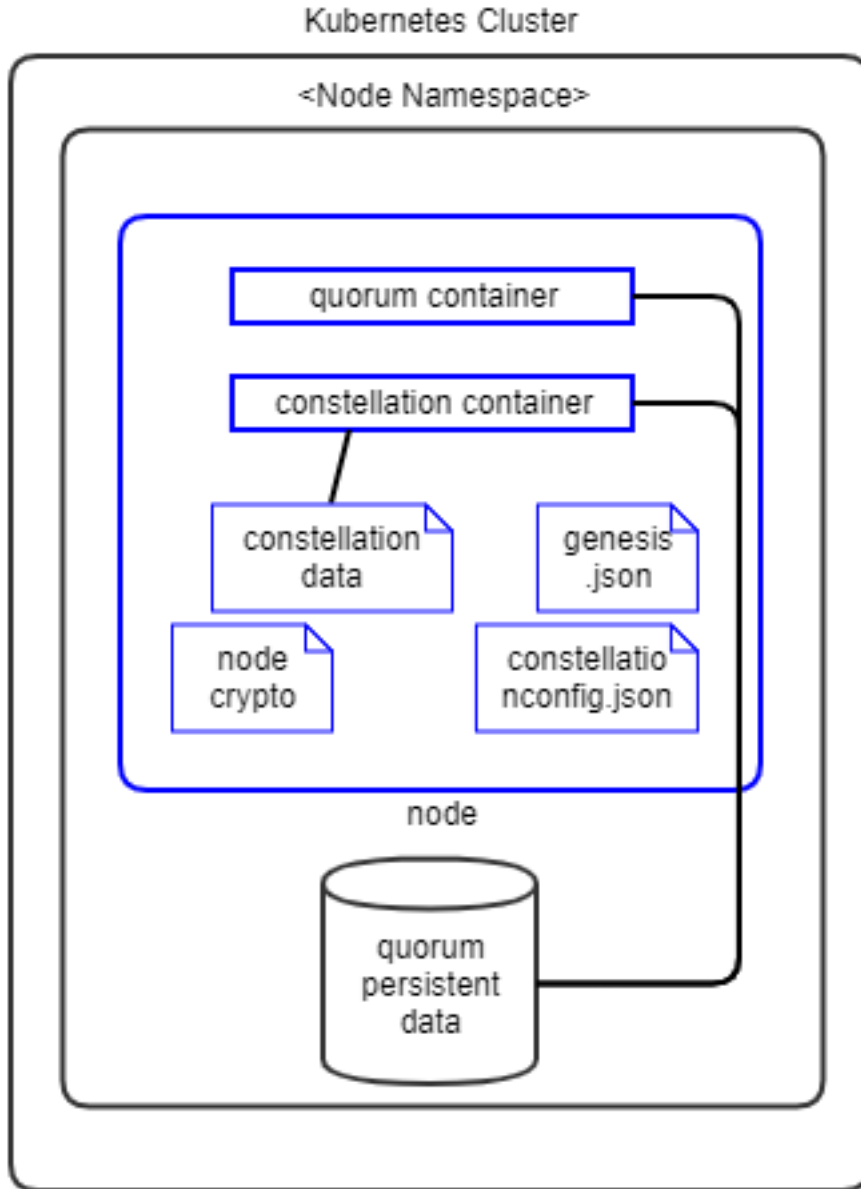 Kubernetes Cluster
<Node Namespace>
quorum container
constellation container
constellation
data
genesis
.json
node
crypto
constellatio
nconfig.json
node
quorum
persistent
data